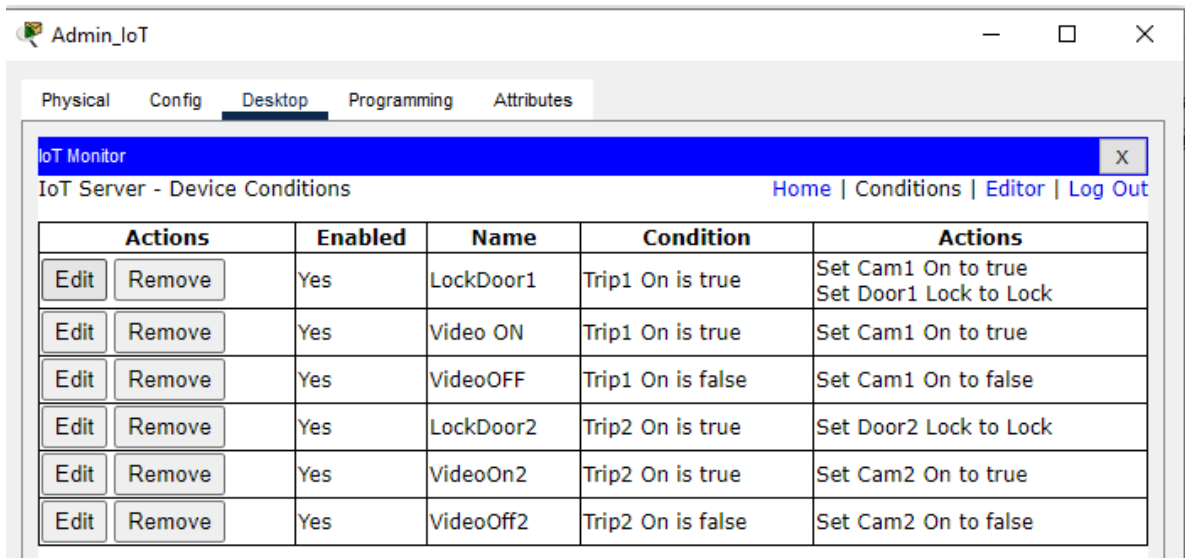 Admin_IoT
Physical Config Desktop Programming Attributes
IoT Monitor X
IoT Server - Device Conditions Home | Conditions | Editor | Log Out
Actions Enabled Name Condition Actions
Edit Remove Yes LockDoor1 Trip1 On is true Set Cam1 On to true
Set Door1 Lock to Lock
Edit Remove Yes Video ON Trip1 On is true Set Cam1 On to true
Edit Remove Yes VideoOFF Trip1 On is false Set Cam1 On to false
Edit Remove Yes LockDoor2 Trip2 On is true Set Door2 Lock to Lock
Edit Remove Yes VideoOn2 Trip2 On is true Set Cam2 On to true
Edit Remove Yes VideoOff2 Trip2 On is false Set Cam2 On to false